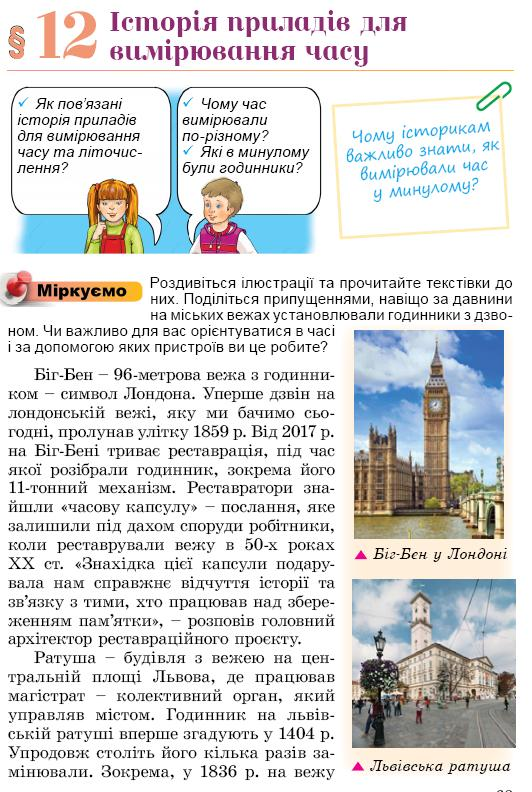 § 12 Історія приладів для
вимірювання часу
✓ Як пов’язані
історія приладів
для вимірювання
часу та літочис-
лення?
✓ Чому час
вимірювали
по-різному?
✓ Які в минулому
були годинники?
Чому історикам
важливо знати, як
вимірювали час
у минулому?
Міркуємо
Роздивіться ілюстрації та прочитайте текстівки до
них. Поділіться припущеннями, навіщо за давнини
на міських вежах установлювали годинники з дзво-
ном. Чи важливо для вас орієнтуватися в часі
і за допомогою яких пристроїв ви це робите?
Біг-Бен – 96-метрова вежа з годинни-
ком – символ Лондона. Уперше дзвін на
лондонській вежі, яку ми бачимо сьо-
годні, пролунав улітку 1859 р. Від 2017 р.
на Біг-Бені триває реставрація, під час
якої розібрали годинник, зокрема його
11-тонний механізм. Реставратори зна-
йшли «часову капсулу» – послання, яке
залишили під дахом споруди робітники,
коли реставрували вежу в 50-х роках
ХХ ст. «Знахідка цієї капсули подару-
вала нам справжнє відчуття історії та
зв’язку з тими, хто працював над збере-
женням пам’ятки», – розповів головний
архітектор реставраційного проєкту.
Ратуша – будівля з вежею на цен-
тральній площі Львова, де працював
магістрат – колективний орган, який
управляв містом. Годинник на львів-
ській ратуші вперше згадують у 1404 р.
Упродовж століть його кілька разів за-
мінювали. Зокрема, у 1836 р. на вежу
▲ Біг-Бен у Лондоні
▲ Львівська ратуша